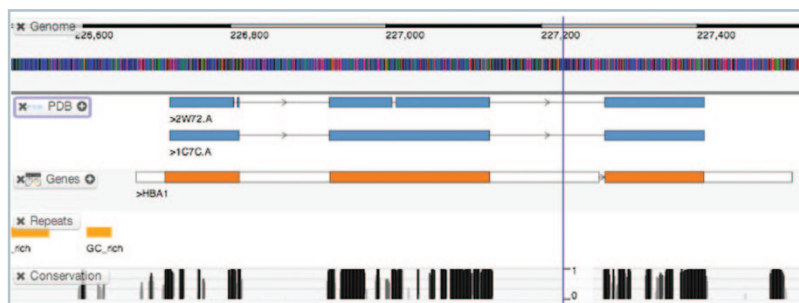 Genome
226,600 226,800 227,000 227,200 227,400
PDB
>2W72.A
>1C7C.A
Genes
>HBA1
Repeats
_rich GC_rich
Conservation
1
0